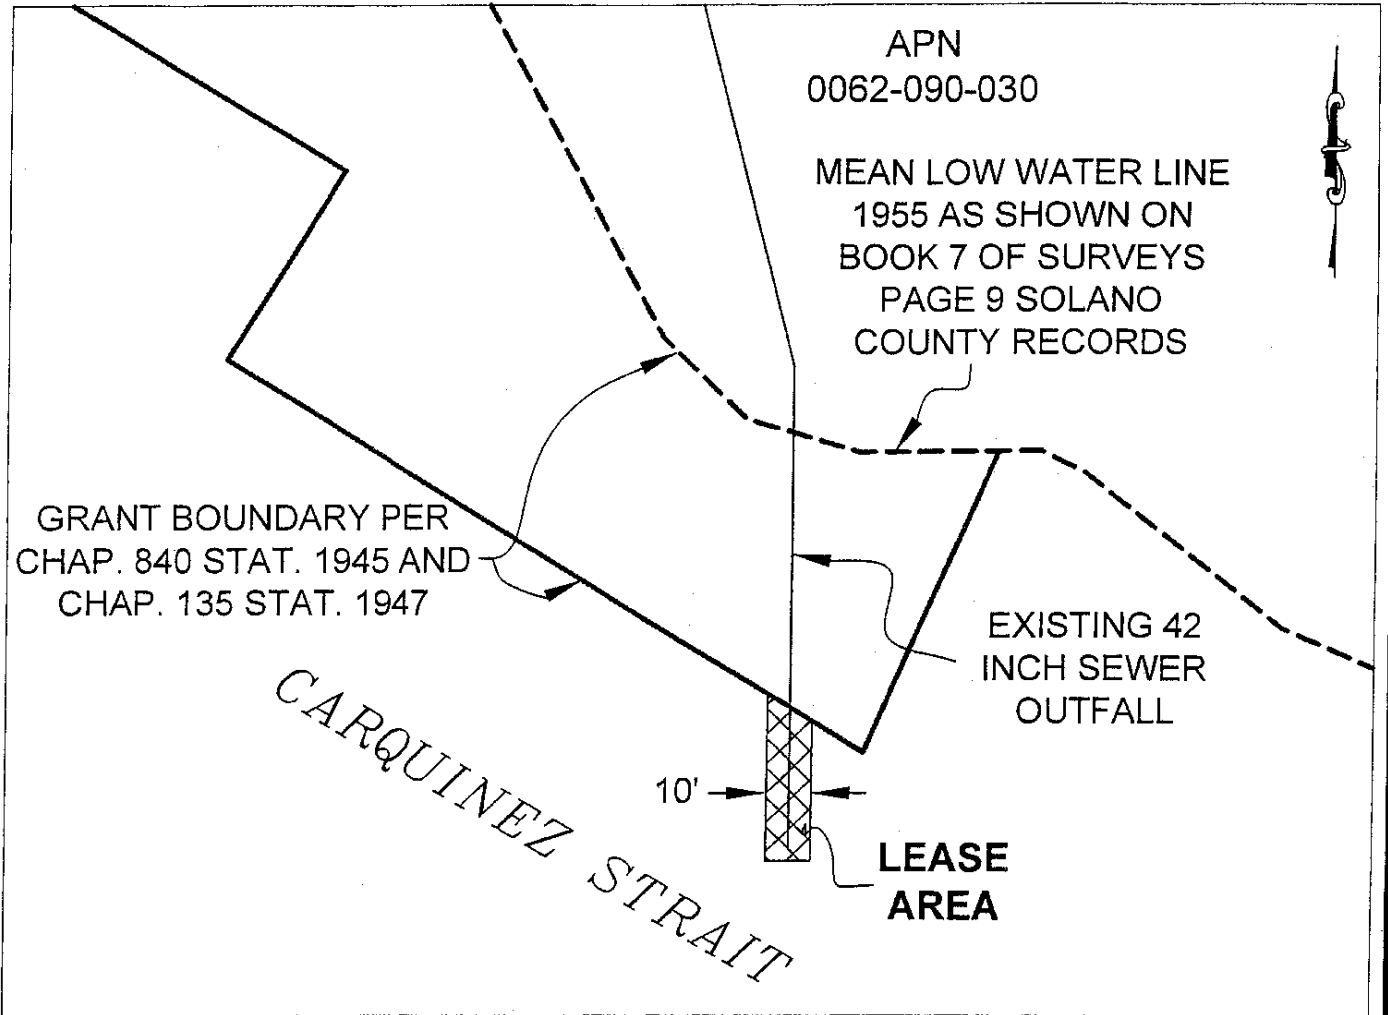 APN
0062-090-030
MEAN LOW WATER LINE
1955 AS SHOWN ON
BOOK 7 OF SURVEYS
PAGE 9 SOLANO
COUNTY RECORDS
GRANT BOUNDARY PER
CHAP. 840 STAT. 1945 AND
CHAP. 135 STAT. 1947
EXISTING 42
INCH SEWER
OUTFALL
CARQUINEZ STRAIT
10'
LEASE
AREA